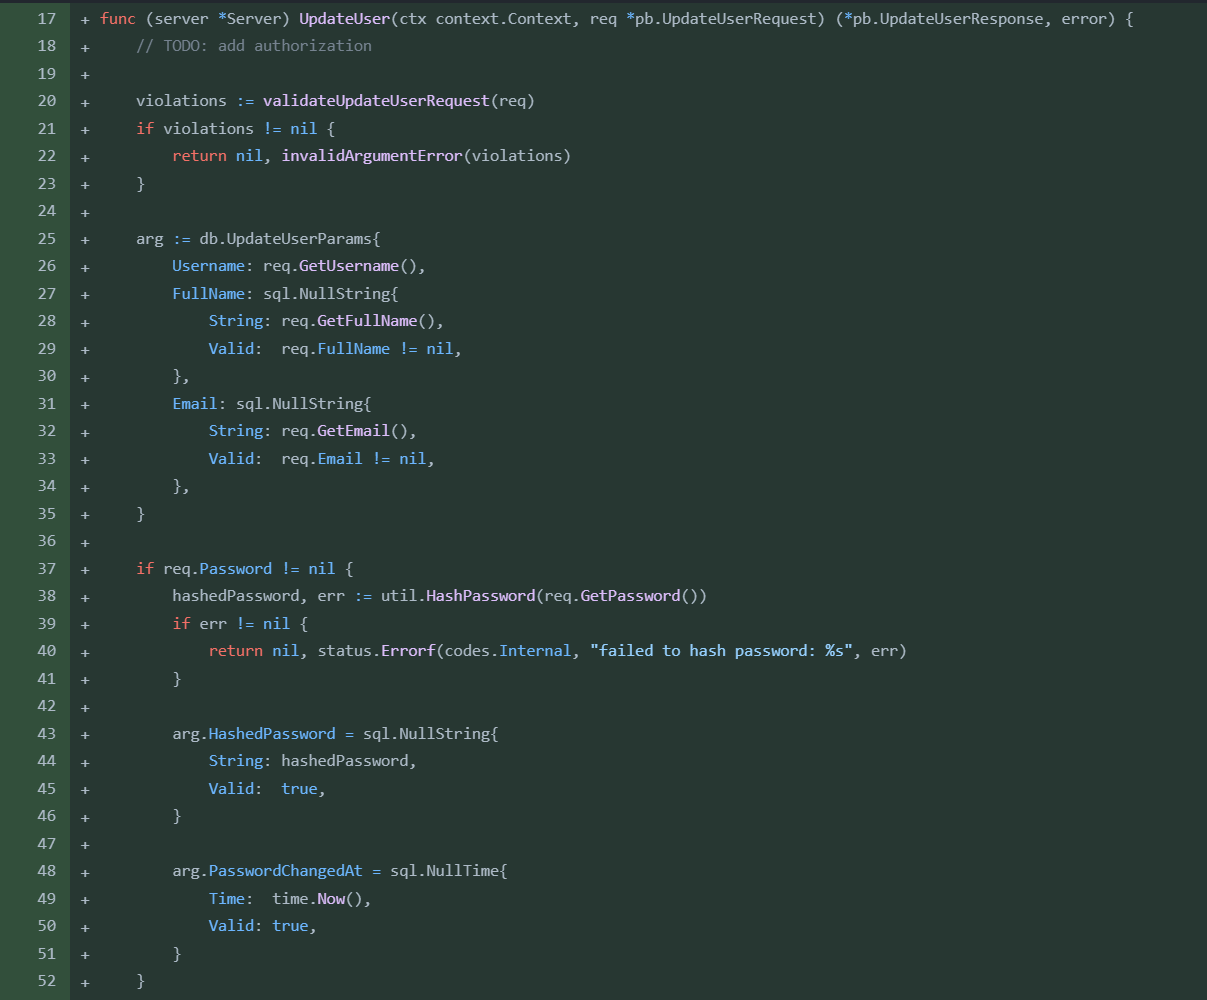 17 + func (server *Server) UpdateUser(ctx context.Context, req *pb.UpdateUserRequest) (*pb.UpdateUserResponse, error) {
18 +     // TODO: add authorization
19 +
20 +     violations := validateUpdateUserRequest(req)
21 +     if violations != nil {
22 +         return nil, invalidArgumentError(violations)
23 +     }
24 +
25 +     arg := db.UpdateUserParams{
26 +         Username: req.GetUsername(),
27 +         FullName: sql.NullString{
28 +             String: req.GetFullName(),
29 +             Valid:  req.FullName != nil,
30 +         },
31 +         Email: sql.NullString{
32 +             String: req.GetEmail(),
33 +             Valid:  req.Email != nil,
34 +         },
35 +     }
36 +
37 +     if req.Password != nil {
38 +         hashedPassword, err := util.HashPassword(req.GetPassword())
39 +         if err != nil {
40 +             return nil, status.Errorf(codes.Internal, "failed to hash password: %s", err)
41 +         }
42 +
43 +         arg.HashedPassword = sql.NullString{
44 +             String: hashedPassword,
45 +             Valid:  true,
46 +         }
47 +
48 +         arg.PasswordChangedAt = sql.NullTime{
49 +             Time:  time.Now(),
50 +             Valid: true,
51 +         }
52 +     }